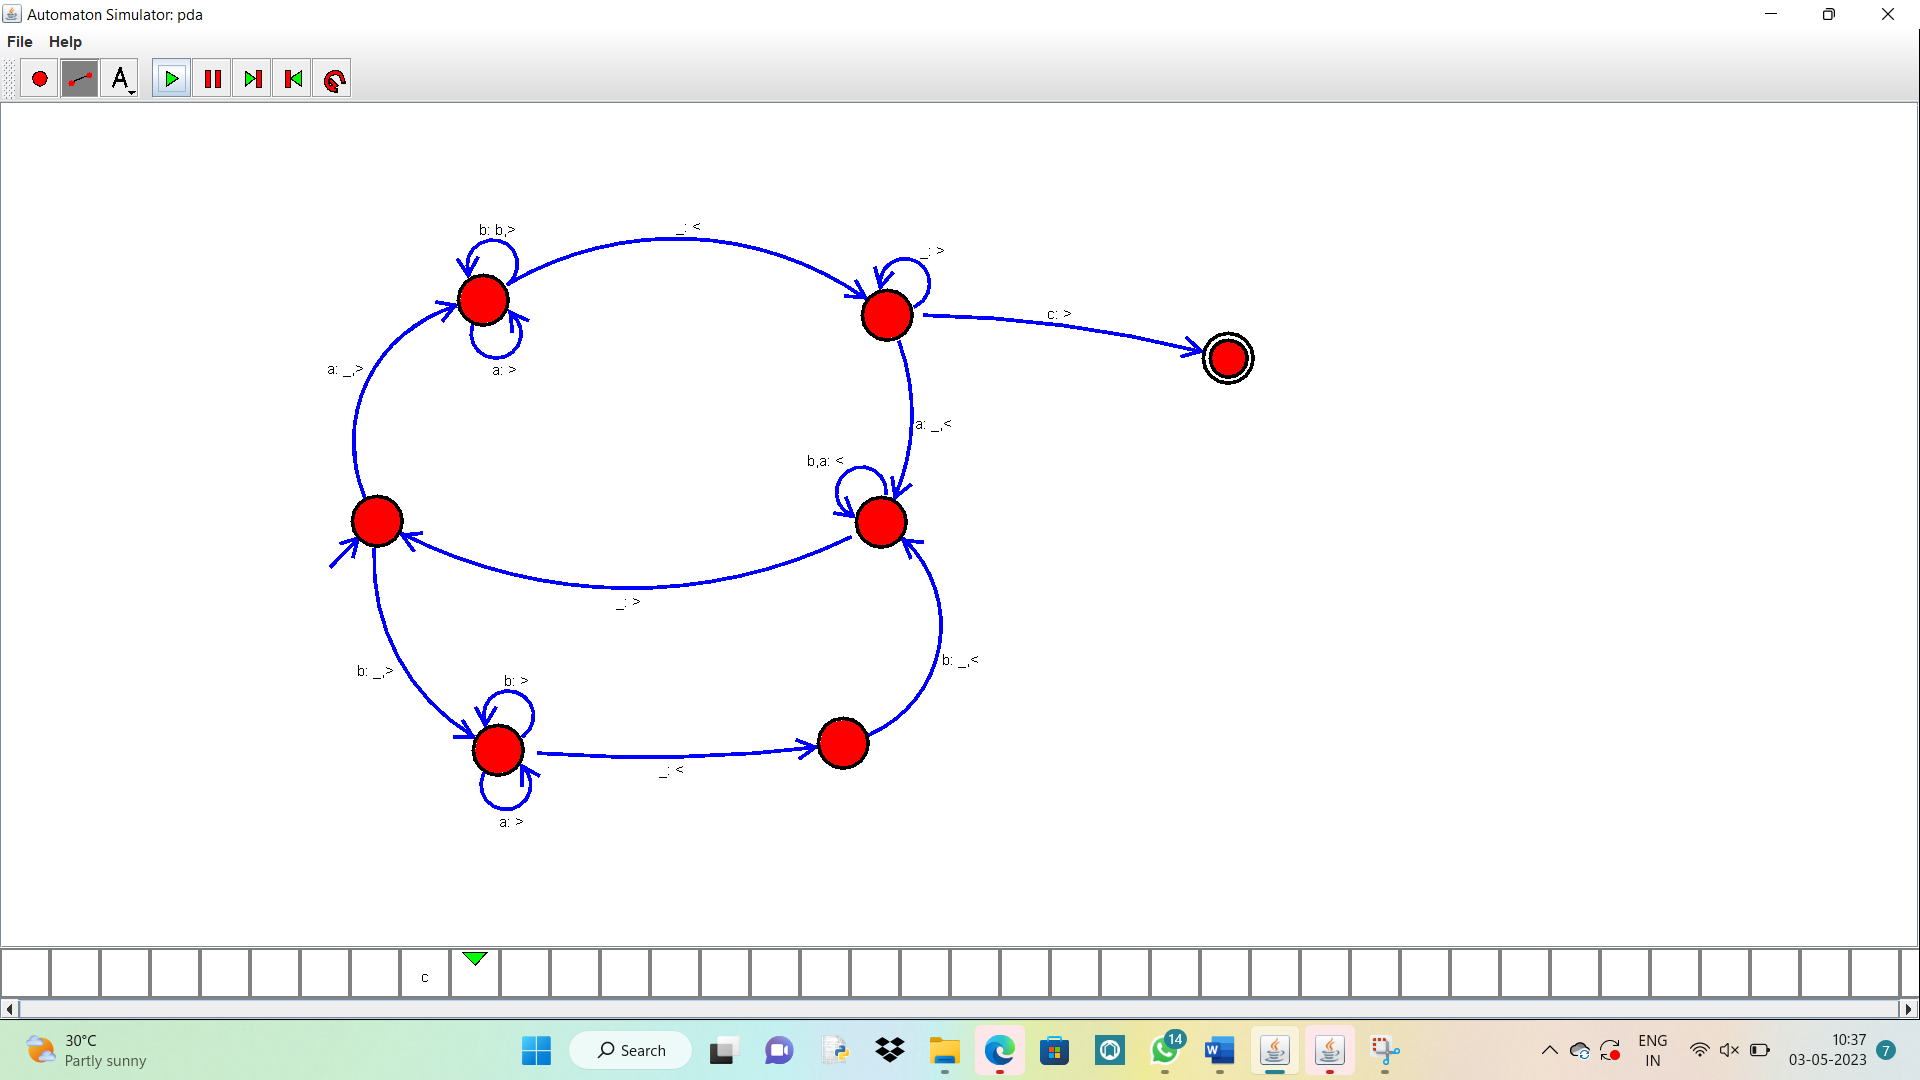 Automaton Simulator: pda
File Help
A
b: b,>
_: <
_: >
c: >
a: _,>
a: >
a: _,<
b,a: <
_: >
b: _,>
b: _,<
b: >
_: <
a: >
c
30°C
Partly sunny
Search
14
ENG
IN
10:37
03-05-2023
7